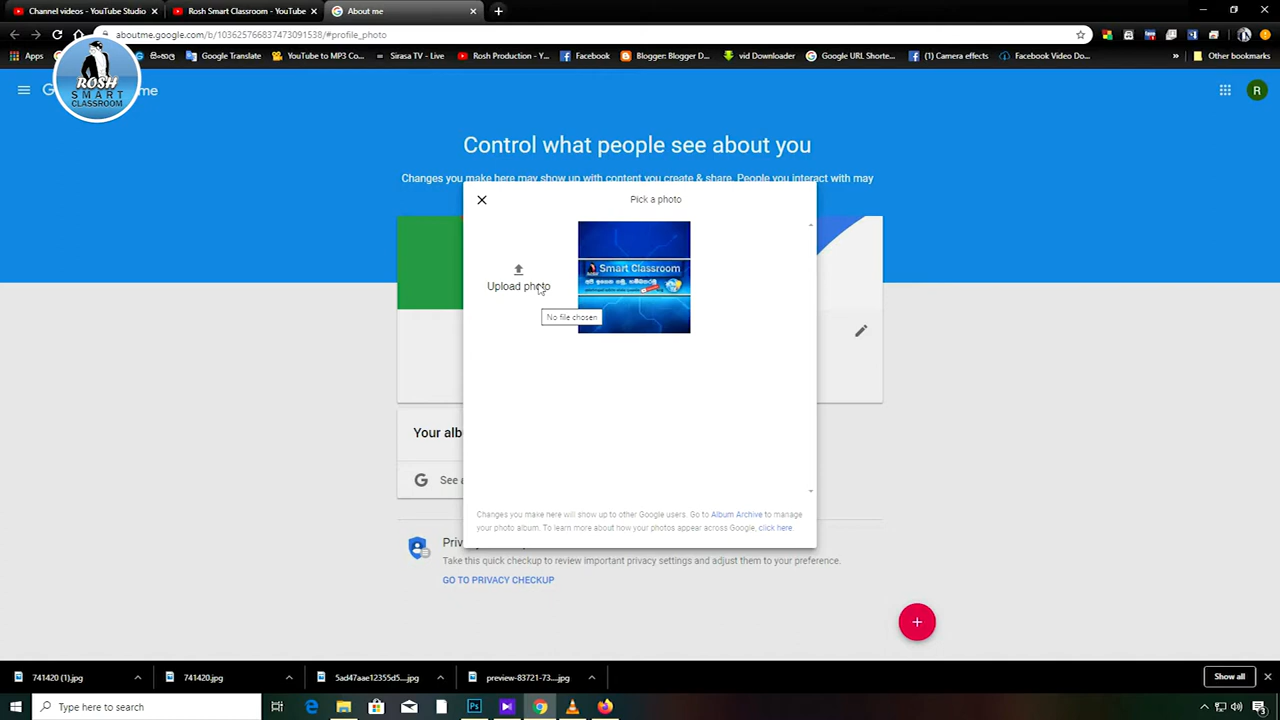 Channel videos - YouTube Studio
Rosh Smart Classroom - YouTube
About me
aboutme.google.com/b/103625766837473091538/#profile_photo
Apps
සිංහල
Google Translate
YouTube to MP3 Co...
Sirasa TV - Live
Rosh Production - Y...
Facebook
Blogger: Blogger D...
vid Downloader
Google URL Shorte...
(1) Camera effects
Facebook Video Do...
»
Other bookmarks
ROSH
SMART
CLASSROOM
G
me
R
Control what people see about you
Changes you make here may show up with content you create & share. People you interact with may
Pick a photo
Upload photo
No file chosen
Smart Classroom
Your alb
G
See a
Changes you make here will show up to other Google users. Go to Album Archive to manage
your photo album. To learn more about how your photos appear across Google, click here.
Priv
Take this quick checkup to review important privacy settings and adjust them to your preference.
GO TO PRIVACY CHECKUP
741420 (1).jpg
741420.jpg
5ad47aae12355d5....jpg
preview-83721-73....jpg
Show all
Type here to search
Ps